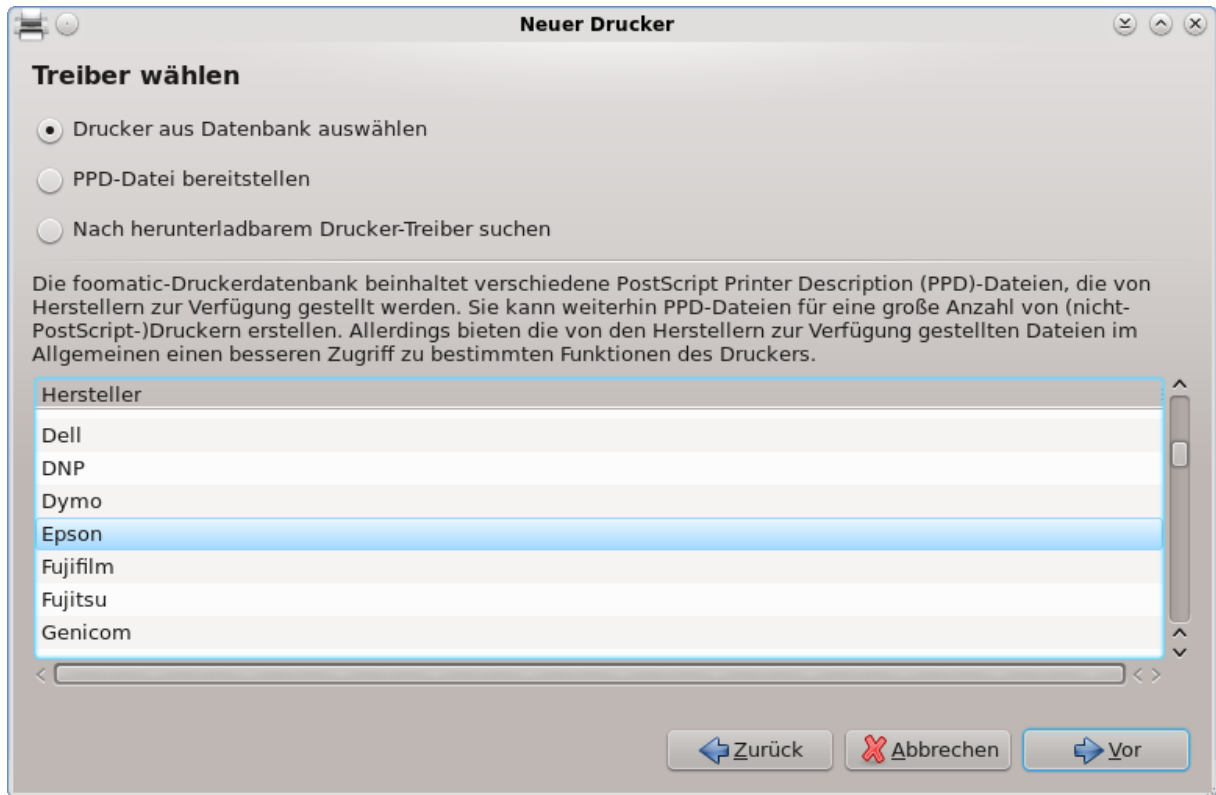 Neuer Drucker
Treiber wählen
Drucker aus Datenbank auswählen
PPD-Datei bereitstellen
Nach herunterladbarem Drucker-Treiber suchen
Die foomatic-Druckerdatenbank beinhaltet verschiedene PostScript Printer Description (PPD)-Dateien, die von
Herstellern zur Verfügung gestellt werden. Sie kann weiterhin PPD-Dateien für eine große Anzahl von (nicht-
PostScript-)Druckern erstellen. Allerdings bieten die von den Herstellern zur Verfügung gestellten Dateien im
Allgemeinen einen besseren Zugriff zu bestimmten Funktionen des Druckers.
Hersteller
Dell
DNP
Dymo
Epson
Fujifilm
Fujitsu
Genicom
Zurück Abbrechen Vor